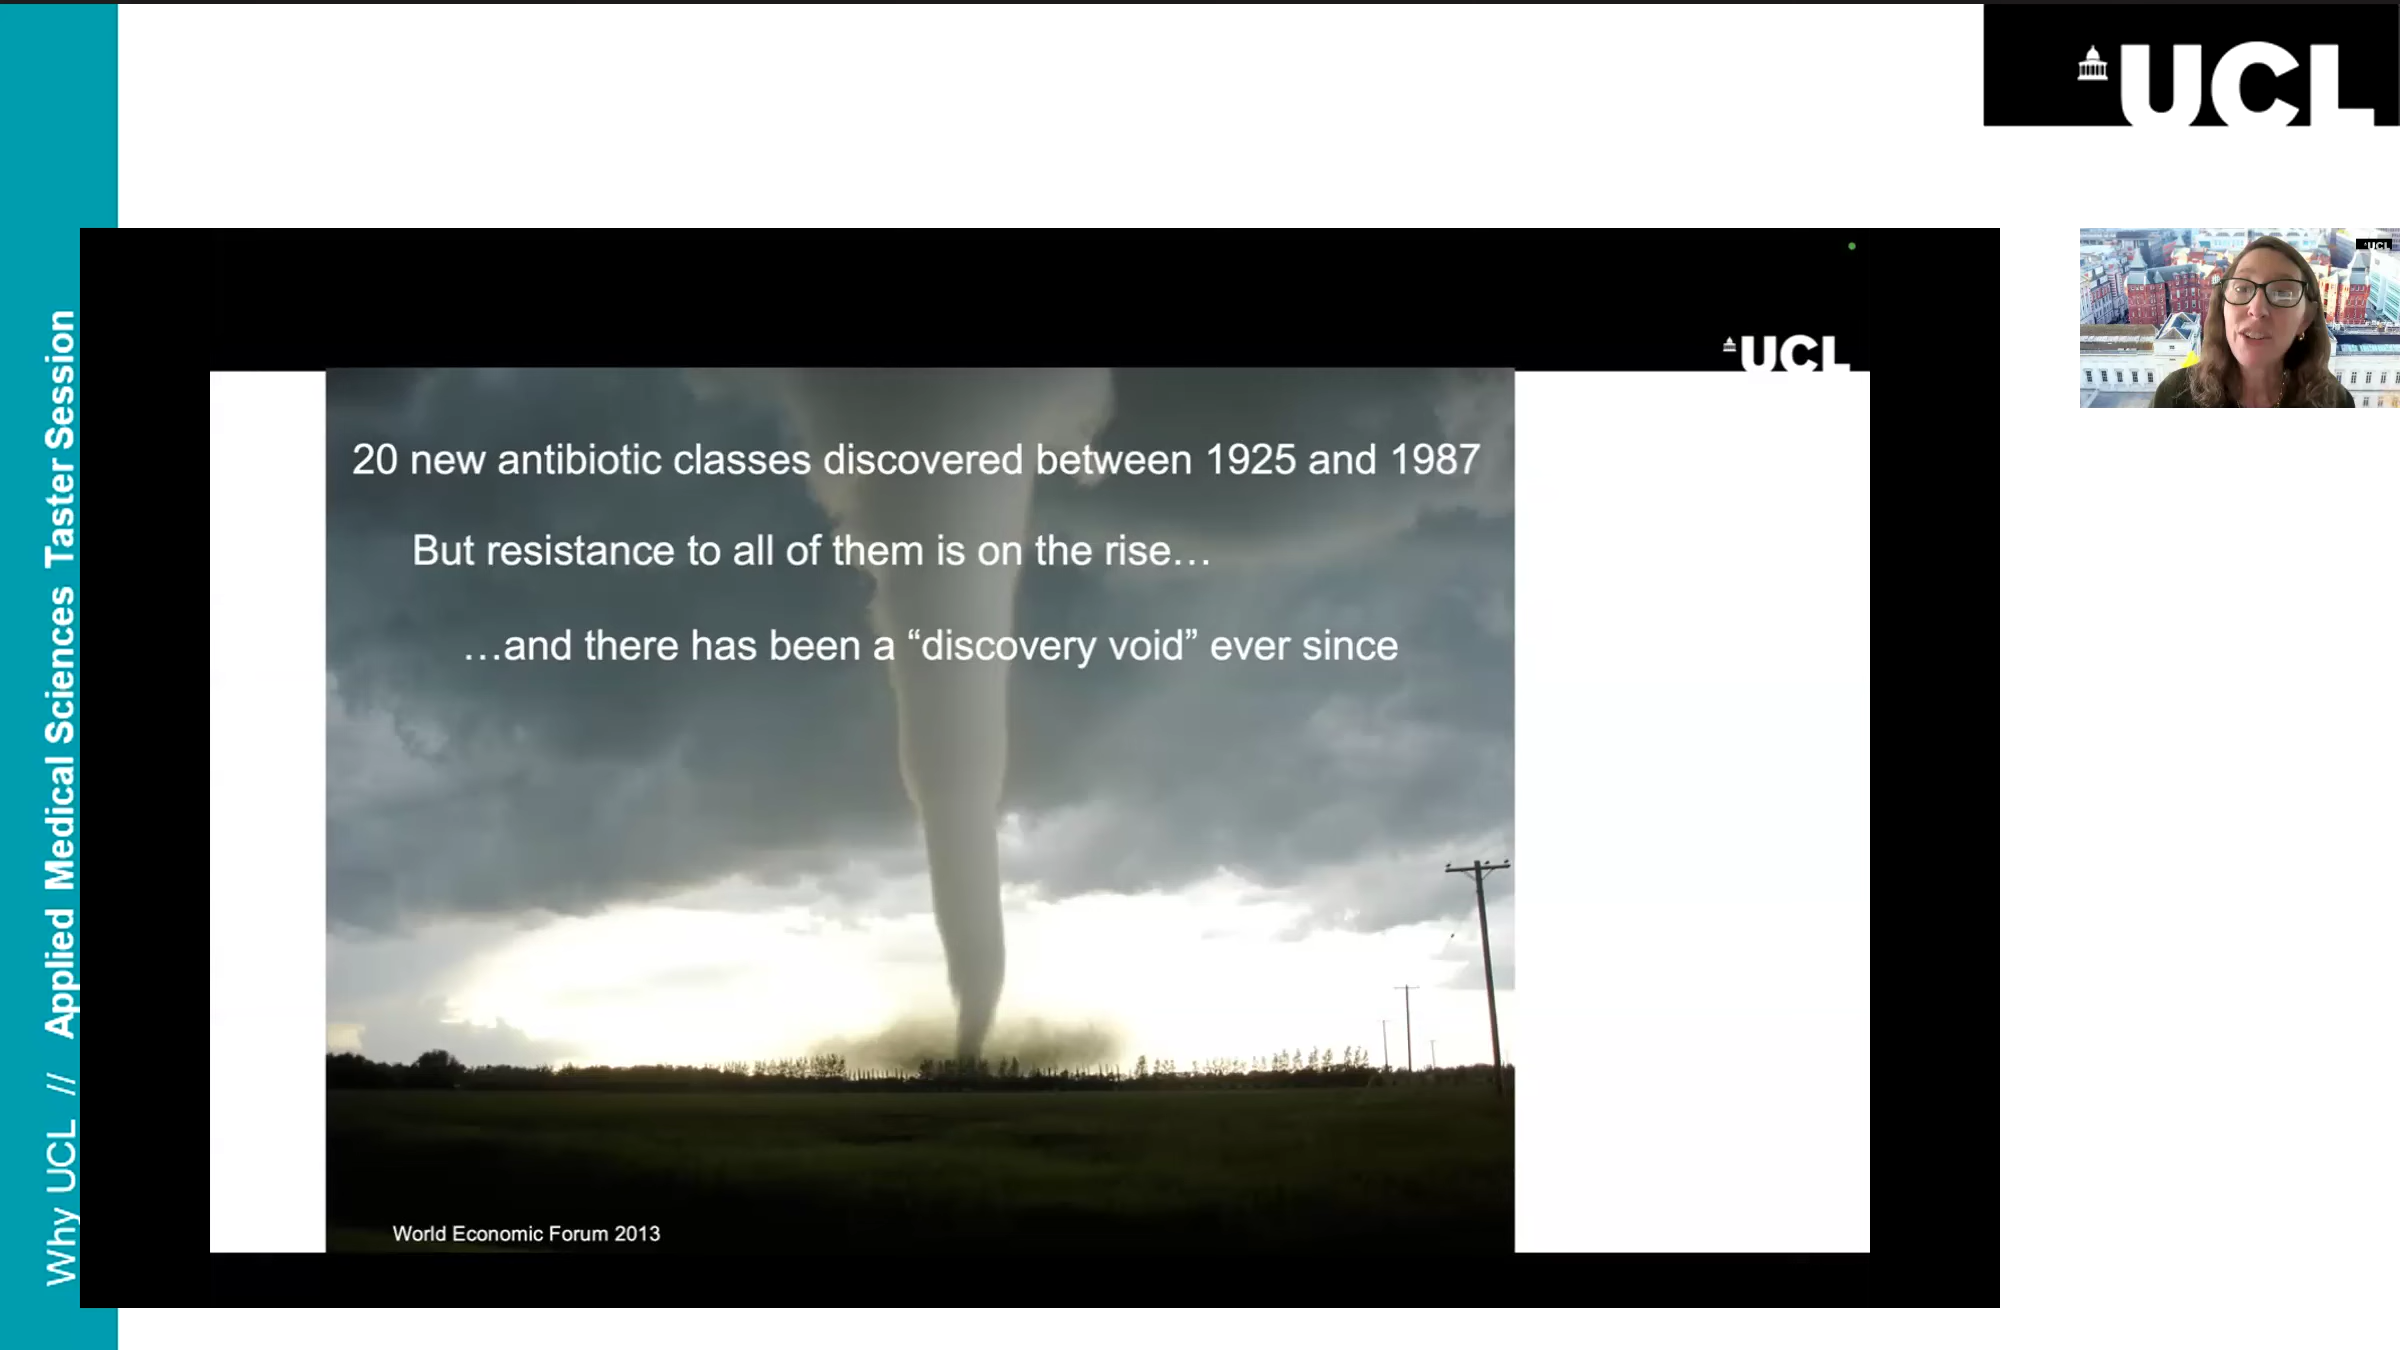 UCL
Why UCL // Applied Medical Sciences Taster Session
UCL
UCL
20 new antibiotic classes discovered between 1925 and 1987
But resistance to all of them is on the rise…
…and there has been a “discovery void” ever since
World Economic Forum 2013